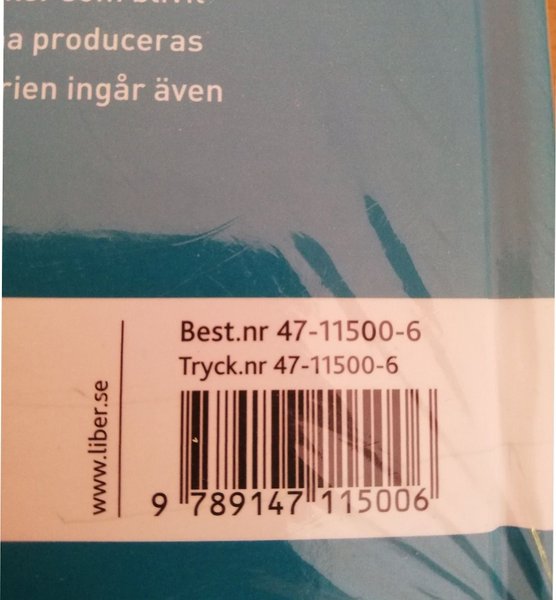 produceras
rien ingår även
Best.nr 47-11500-6
Tryck.nr 47-11500-6
www.liber.se
9 789147 115006